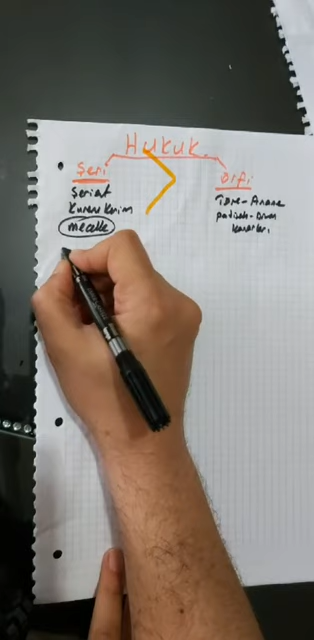 Hukuk
Şeri
Şeriat
Kuran Kerim
mecelle
Örfi
Töre-Anane
padişah-Divan
kararları